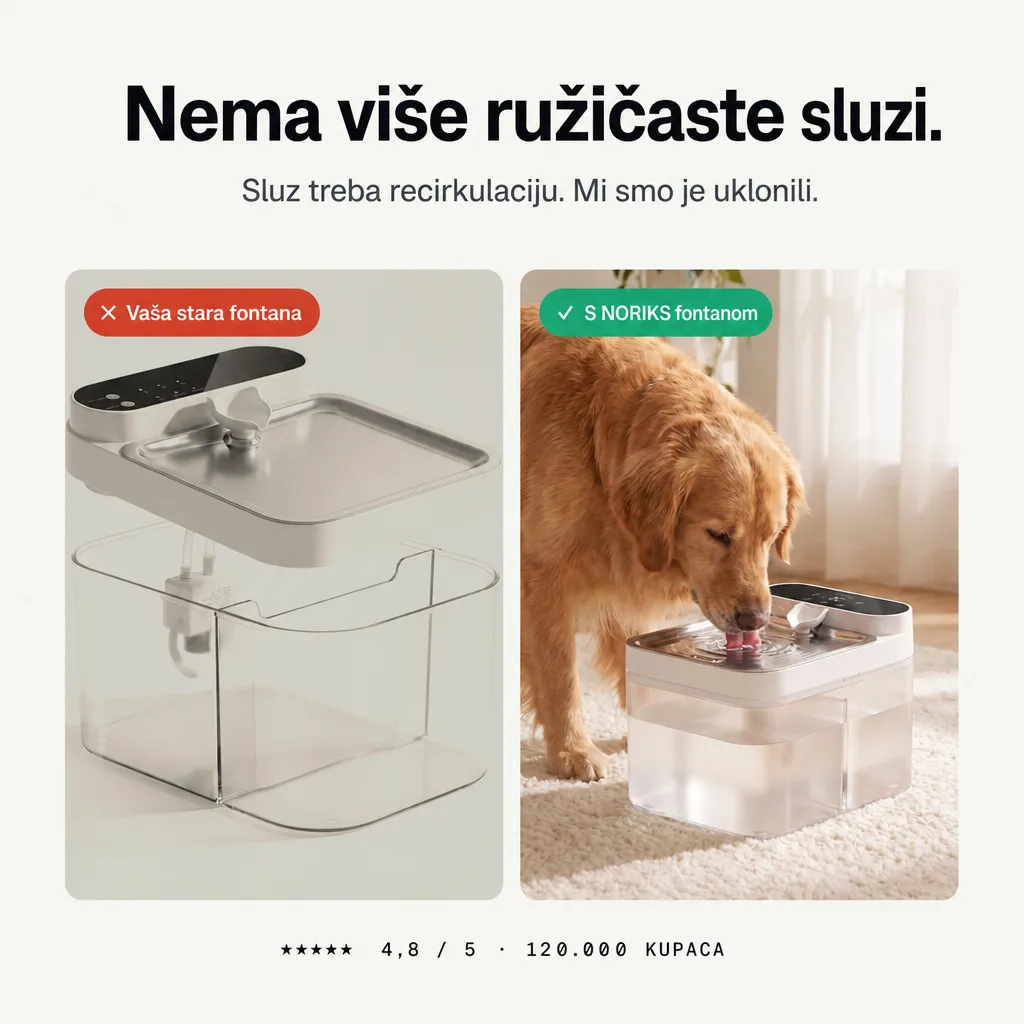 Nema više ružičaste sluzi.
Sluz treba recirkulaciju. Mi smo je uklonili.
✕ Vaša stara fontana
✓ S NORIKS fontanom
★★★★★ 4,8 / 5 · 120.000 KUPACA